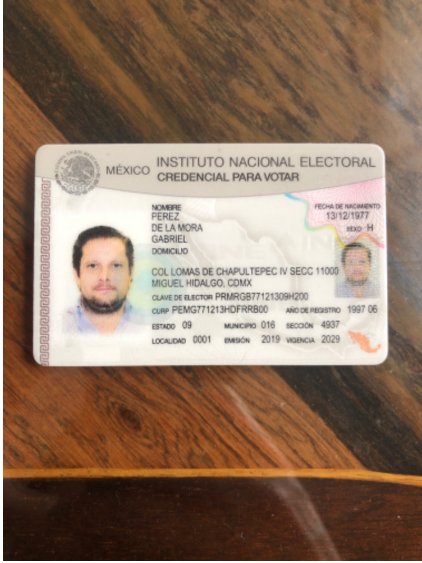 MÉXICO INSTITUTO NACIONAL ELECTORAL
CREDENCIAL PARA VOTAR
NOMBRE
PEREZ
DE LA MORA
GABRIEL
FECHA DE NACIMIENTO
13/12/1977
SEXO H
DOMICILIO
COL LOMAS DE CHAPULTEPEC IV SECC 11000
MIGUEL HIDALGO, CDMX
CLAVE DE ELECTOR PRMRGB77121309H200
CURP PEMG771213HDFRRB00 AÑO DE REGISTRO 1997 06
ESTADO 09 MUNICIPIO 016 SECCIÓN 4937
LOCALIDAD 0001 EMISIÓN 2019 VIGENCIA 2029